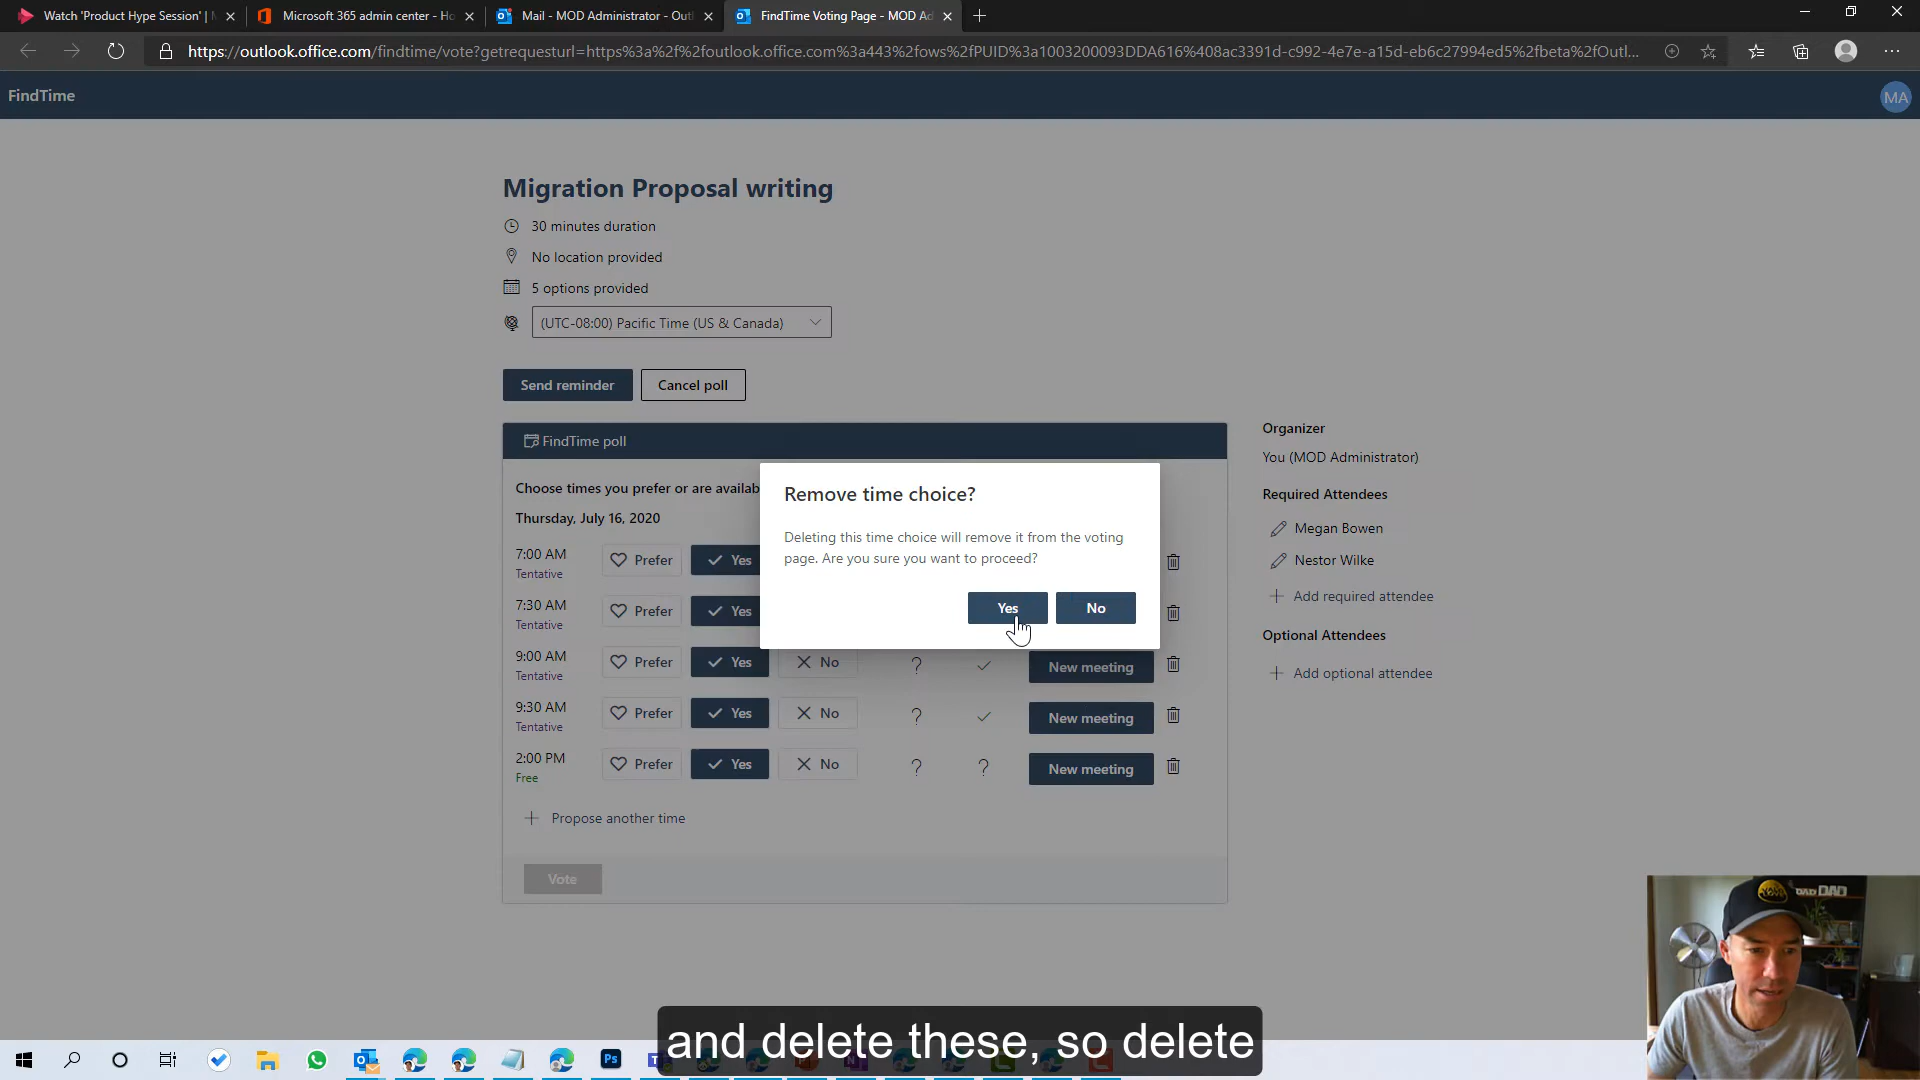 Watch 'Product Hype Session' |
Microsoft 365 admin center - Ho
Mail - MOD Administrator - Outl
FindTime Voting Page - MOD Ad
https://outlook.office.com/findtime/vote?getrequesturl=https%3a%2f%2foutlook.office.com%3a443%2fows%2fPUID%3a1003200093DDA616%408ac3391d-c992-4e7e-a15d-eb6c27994ed5%2fbeta%2fOutl...
FindTime
MA
Migration Proposal writing
30 minutes duration
No location provided
5 options provided
(UTC-08:00) Pacific Time (US & Canada)
Send reminder Cancel poll
FindTime poll
Choose times you prefer or are availab
Thursday, July 16, 2020
7:00 AM
Tentative
Prefer Yes
7:30 AM
Tentative
Prefer Yes
9:00 AM
Tentative
Prefer Yes No ? New meeting
9:30 AM
Tentative
Prefer Yes No ? New meeting
2:00 PM
Free
Prefer Yes No ? ? New meeting
Propose another time
Vote
Remove time choice?
Deleting this time choice will remove it from the voting
page. Are you sure you want to proceed?
Yes No
Organizer
You (MOD Administrator)
Required Attendees
Megan Bowen
Nestor Wilke
Add required attendee
Optional Attendees
Add optional attendee
DAD DAD
Ps
and delete these, so delete